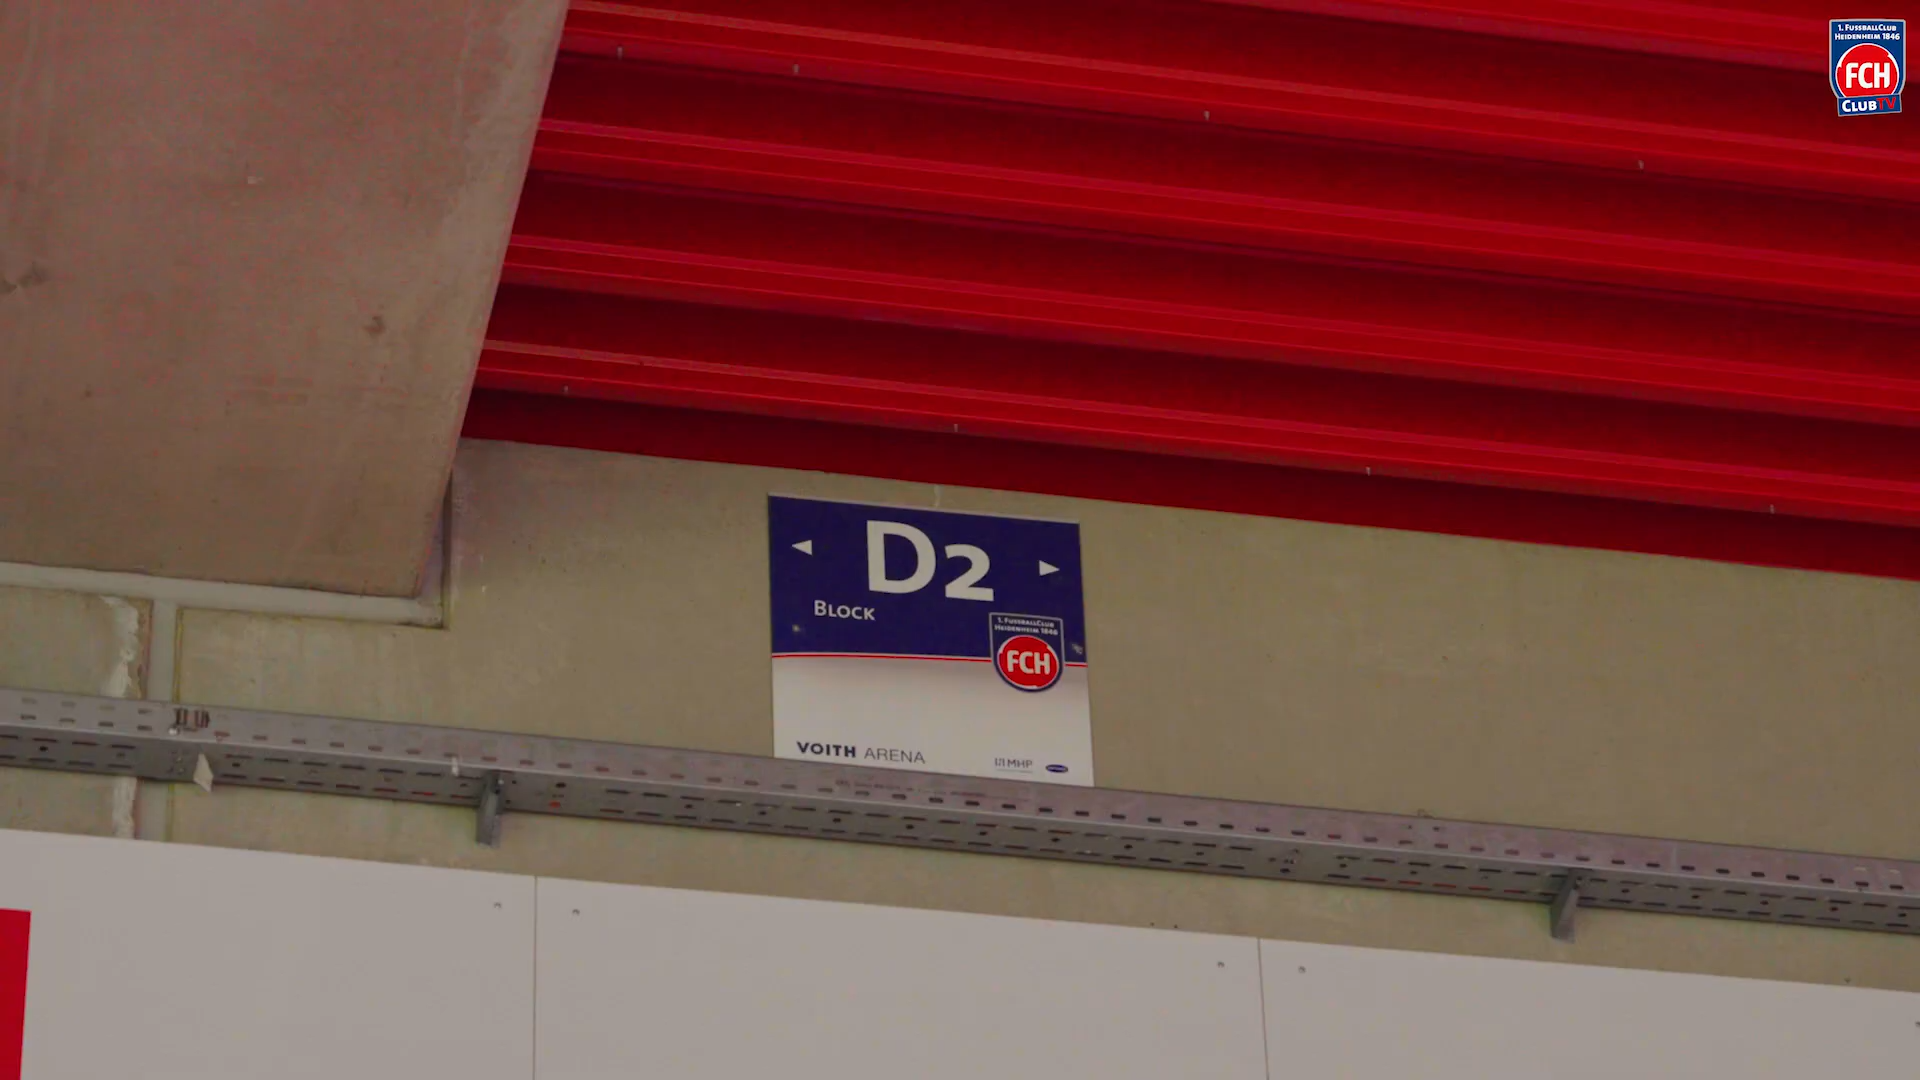 1. FussballClub
Heidenheim 1846
FCH
ClubTV
D2
Block
1. FussballClub
Heidenheim 1846
FCH
VOITH ARENA
MHP